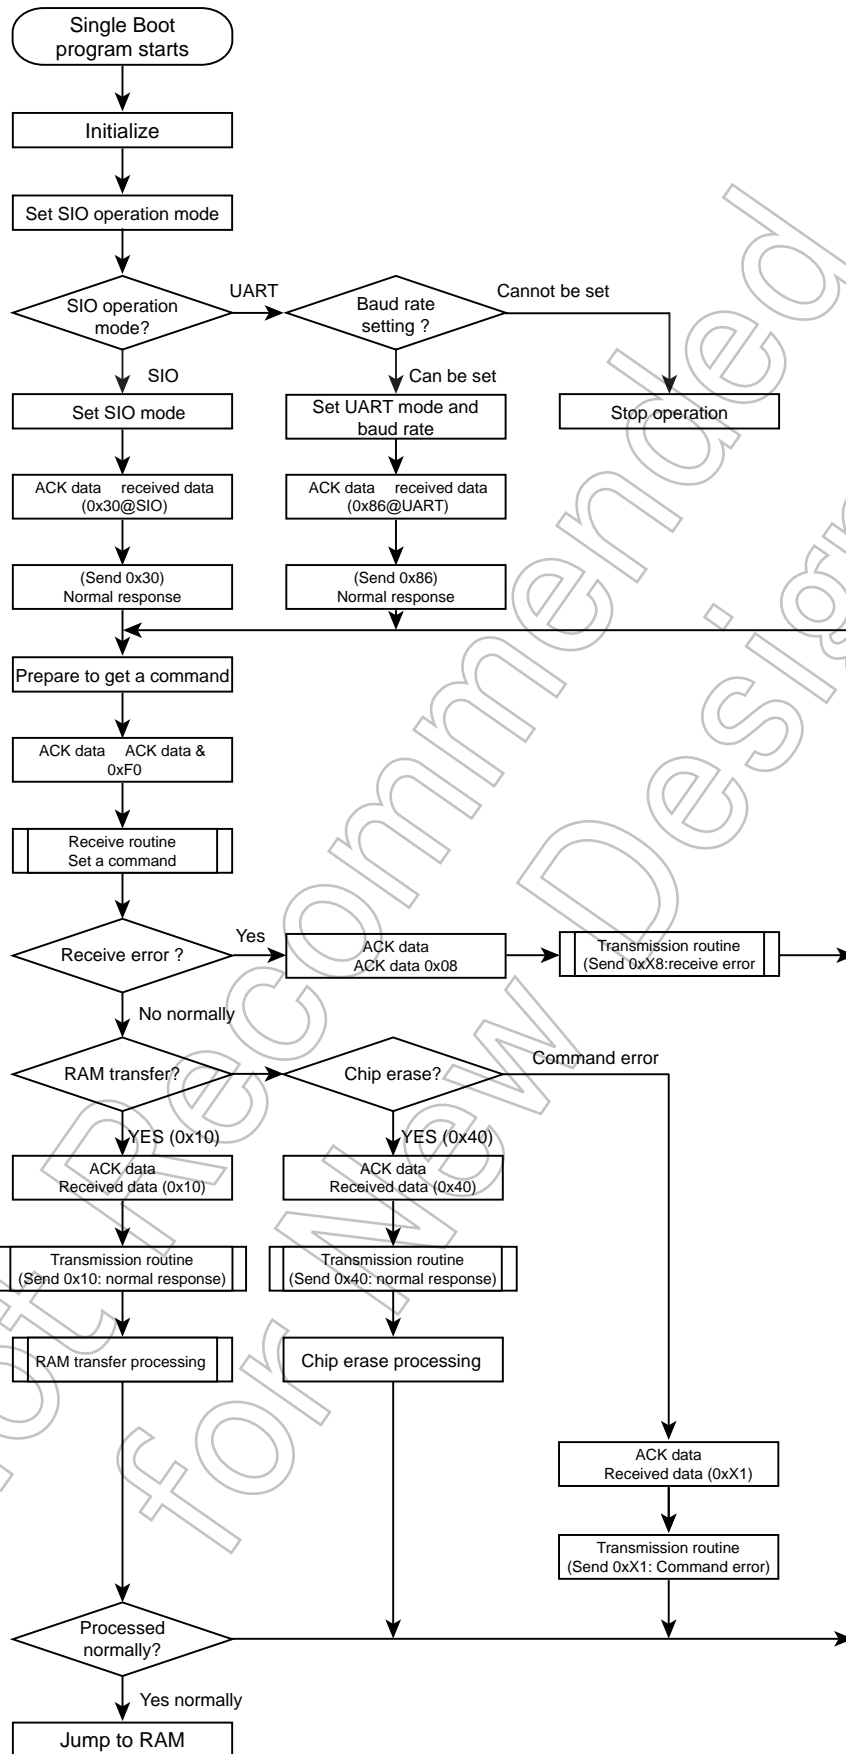 Single Boot
program starts
Initialize
Set SIO operation mode
SIO operation
mode?
UART
Baud rate
setting ?
Cannot be set
SIO
Can be set
Set SIO mode
Set UART mode and
baud rate
Stop operation
ACK data received data
(0x30@SIO)
ACK data received data
(0x86@UART)
(Send 0x30)
Normal response
(Send 0x86)
Normal response
Prepare to get a command
ACK data ACK data &
0xF0
Receive routine
Set a command
Receive error ?
Yes
ACK data
ACK data 0x08
Transmission routine
(Send 0xX8:receive error
No normally
RAM transfer?
Chip erase?
Command error
YES (0x10)
YES (0x40)
ACK data
Received data (0x10)
ACK data
Received data (0x40)
Transmission routine
(Send 0x10: normal response)
Transmission routine
(Send 0x40: normal response)
RAM transfer processing
Chip erase processing
ACK data
Received data (0xX1)
Transmission routine
(Send 0xX1: Command error)
Processed
normally?
Yes normally
Jump to RAM
Not Recommended
for New Design